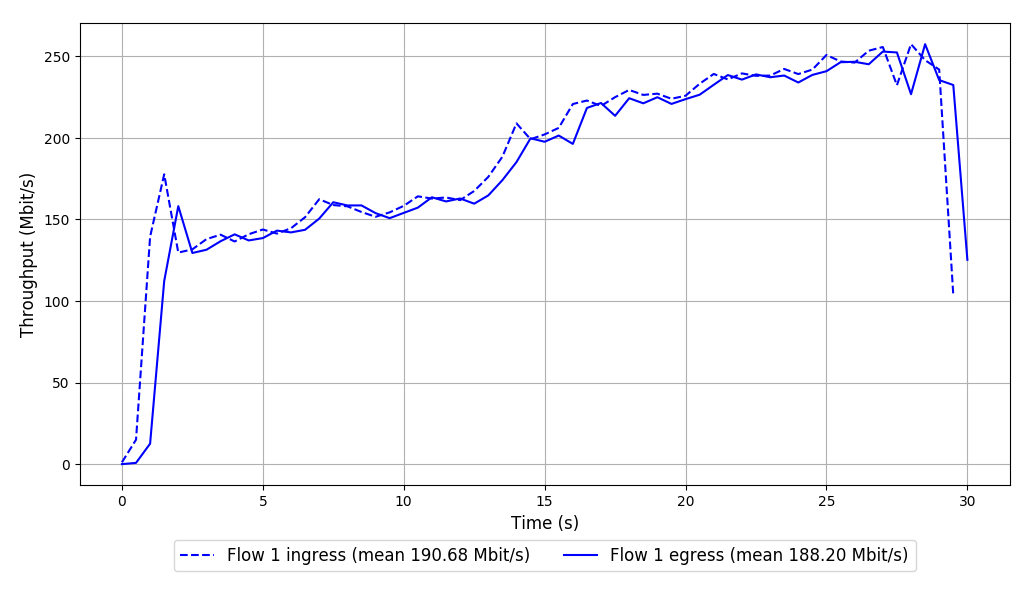 250
200
150
100
50
0
Throughput (Mbit/s)
0 5 10 15 20 25 30
Time (s)
Flow 1 ingress (mean 190.68 Mbit/s) Flow 1 egress (mean 188.20 Mbit/s)